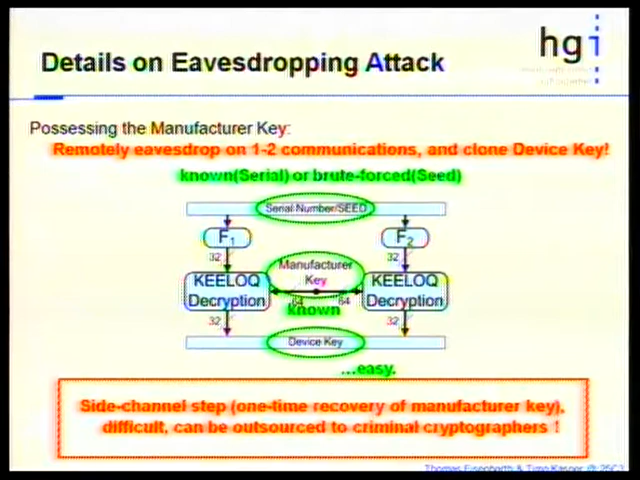 hgi
Details on Eavesdropping Attack
Possessing the Manufacturer Key:
Remotely eavesdrop on 1-2 communications, and clone Device Key!
known(Serial) or brute-forced(Seed)
Serial Number/SEED
F1 F2
32 32
Manufacturer
Key
KEELOQ KEELOQ
Decryption Decryption
64 64
known
32 32
Device Key
...easy.
Side-channel step (one-time recovery of manufacturer key),
difficult, can be outsourced to criminal cryptographers !
Thomas Eisenbarth & Timo Kasper @ 25C3